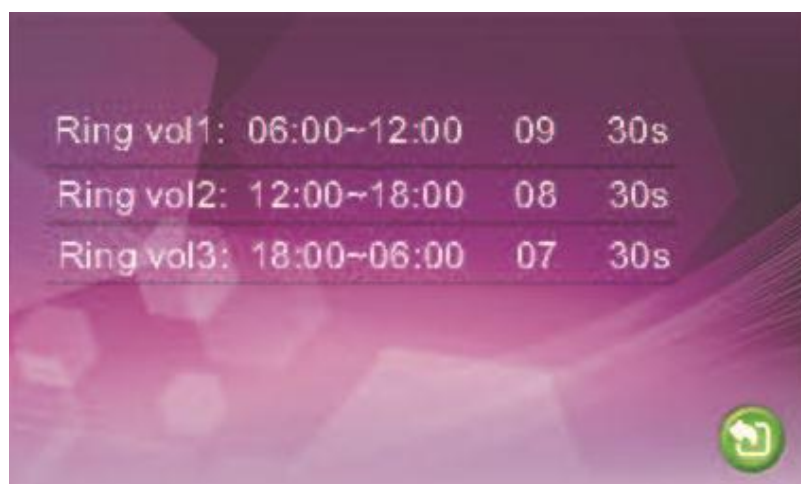 Ring vol1: 06:00~12:00 09 30s
Ring vol2: 12:00~18:00 08 30s
Ring vol3: 18:00~06:00 07 30s